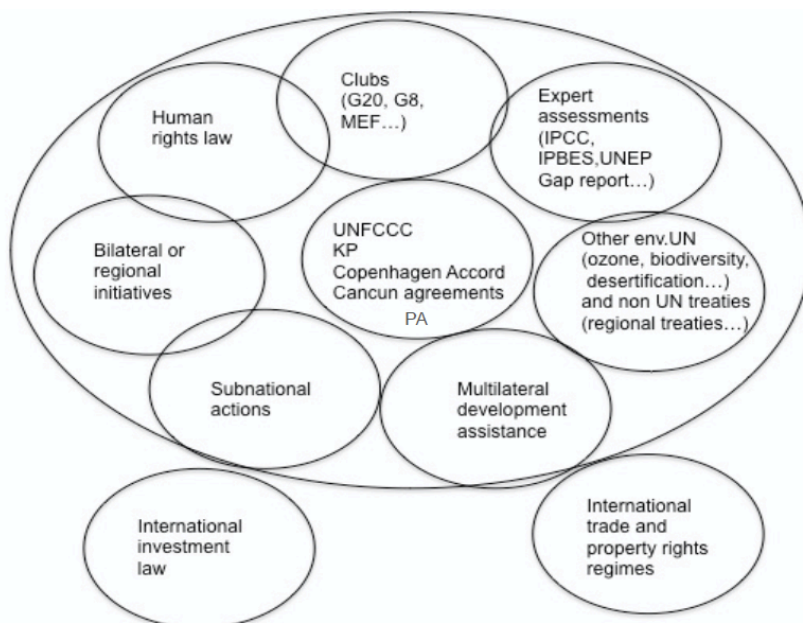 Clubs
(G20, G8,
MEF...)
Human
rights law
Expert
assessments
(IPCC,
IPBES,UNEP
Gap report...)
Bilateral or
regional
initiatives
UNFCCC
KP
Copenhagen Accord
Cancun agreements
PA
Other env.UN
(ozone, biodiversity,
desertification...)
and non UN treaties
(regional treaties...)
Subnational
actions
Multilateral
development
assistance
International
investment
law
International
trade and
property rights
regimes